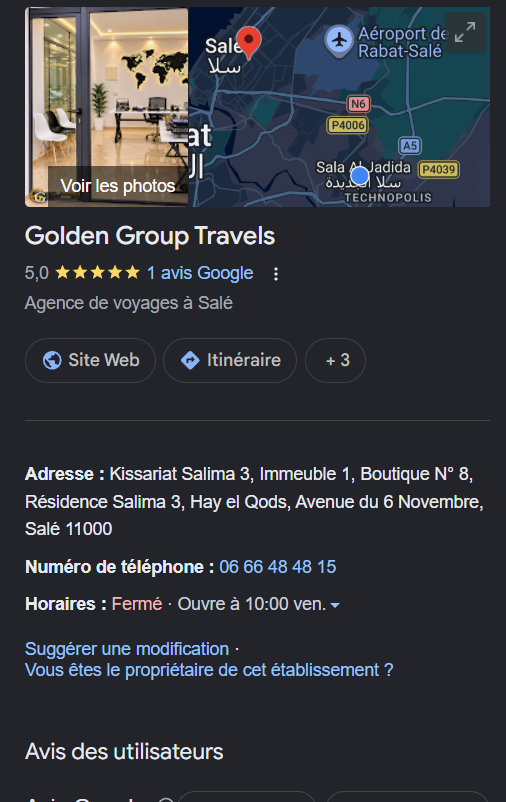 Salé
سلا
Aéroport de
Rabat-Salé
N6
P4006
A5
Sala Al Jadida
P4039
سلا الجديدة
TECHNOPOLIS
Voir les photos
Golden Group Travels
5,0 1 avis Google
Agence de voyages à Salé
Site Web Itinéraire + 3
Adresse : Kissariat Salima 3, Immeuble 1, Boutique N° 8,
Résidence Salima 3, Hay el Qods, Avenue du 6 Novembre,
Salé 11000
Numéro de téléphone : 06 66 48 48 15
Horaires : Fermé · Ouvre à 10:00 ven.
Suggérer une modification ·
Vous êtes le propriétaire de cet établissement ?
Avis des utilisateurs